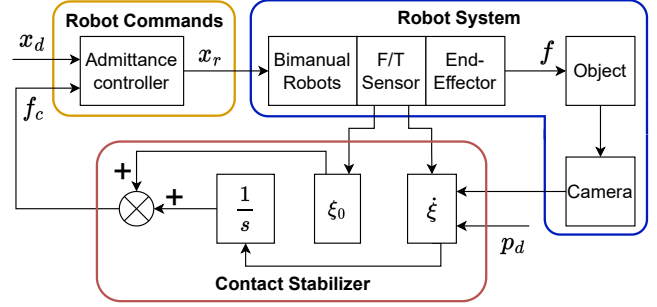 Robot Commands
Robot System
x_d
Admittance
controller
x_r
Bimanual
Robots
F/T
Sensor
End-
Effector
f
Object
f_c
+
+
1
s
ξ_0
ξ̇
Camera
p_d
Contact Stabilizer